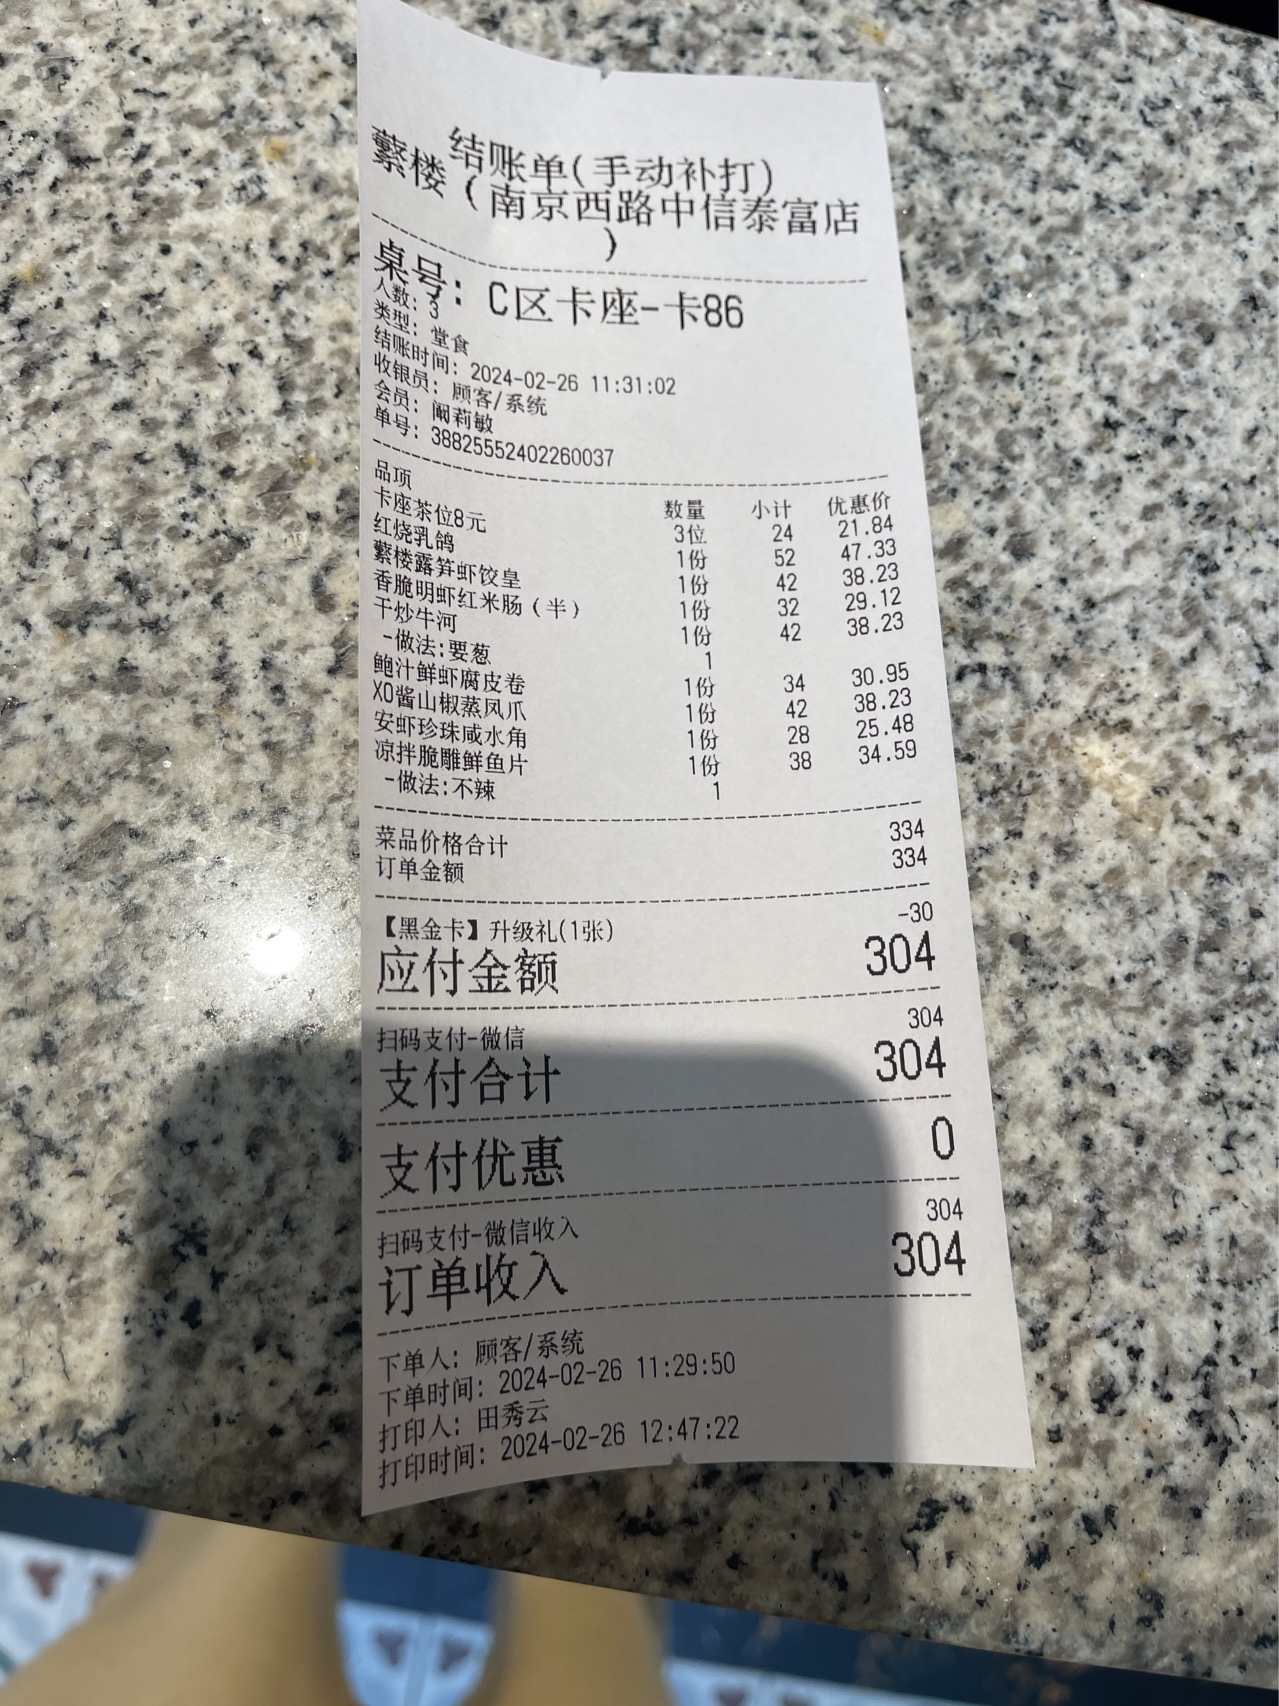 结账单(手动补打)
蘩楼（南京西路中信泰富店
）
桌号：C区卡座-卡86
人数：3
类型：堂食
结账时间：2024-02-26 11:31:02
收银员：顾客/系统
会员：阚莉敏
单号：38825552402260037
品项 数量 小计 优惠价
卡座茶位8元 3位 24 21.84
红烧乳鸽 1份 52 47.33
蘩楼露笋虾饺皇 1份 42 38.23
香脆明虾红米肠（半） 1份 32 29.12
干炒牛河 1份 42 38.23
-做法:要葱 1
鲍汁鲜虾腐皮卷 1份 34 30.95
XO酱山椒蒸凤爪 1份 42 38.23
安虾珍珠咸水角 1份 28 25.48
凉拌脆雕鲜鱼片 1份 38 34.59
-做法:不辣 1
菜品价格合计 334
订单金额 334
【黑金卡】升级礼(1张) -30
应付金额 304
扫码支付-微信 304
支付合计 304
支付优惠 0
扫码支付-微信收入 304
订单收入 304
下单人：顾客/系统
下单时间：2024-02-26 11:29:50
打印人：田秀云
打印时间：2024-02-26 12:47:22